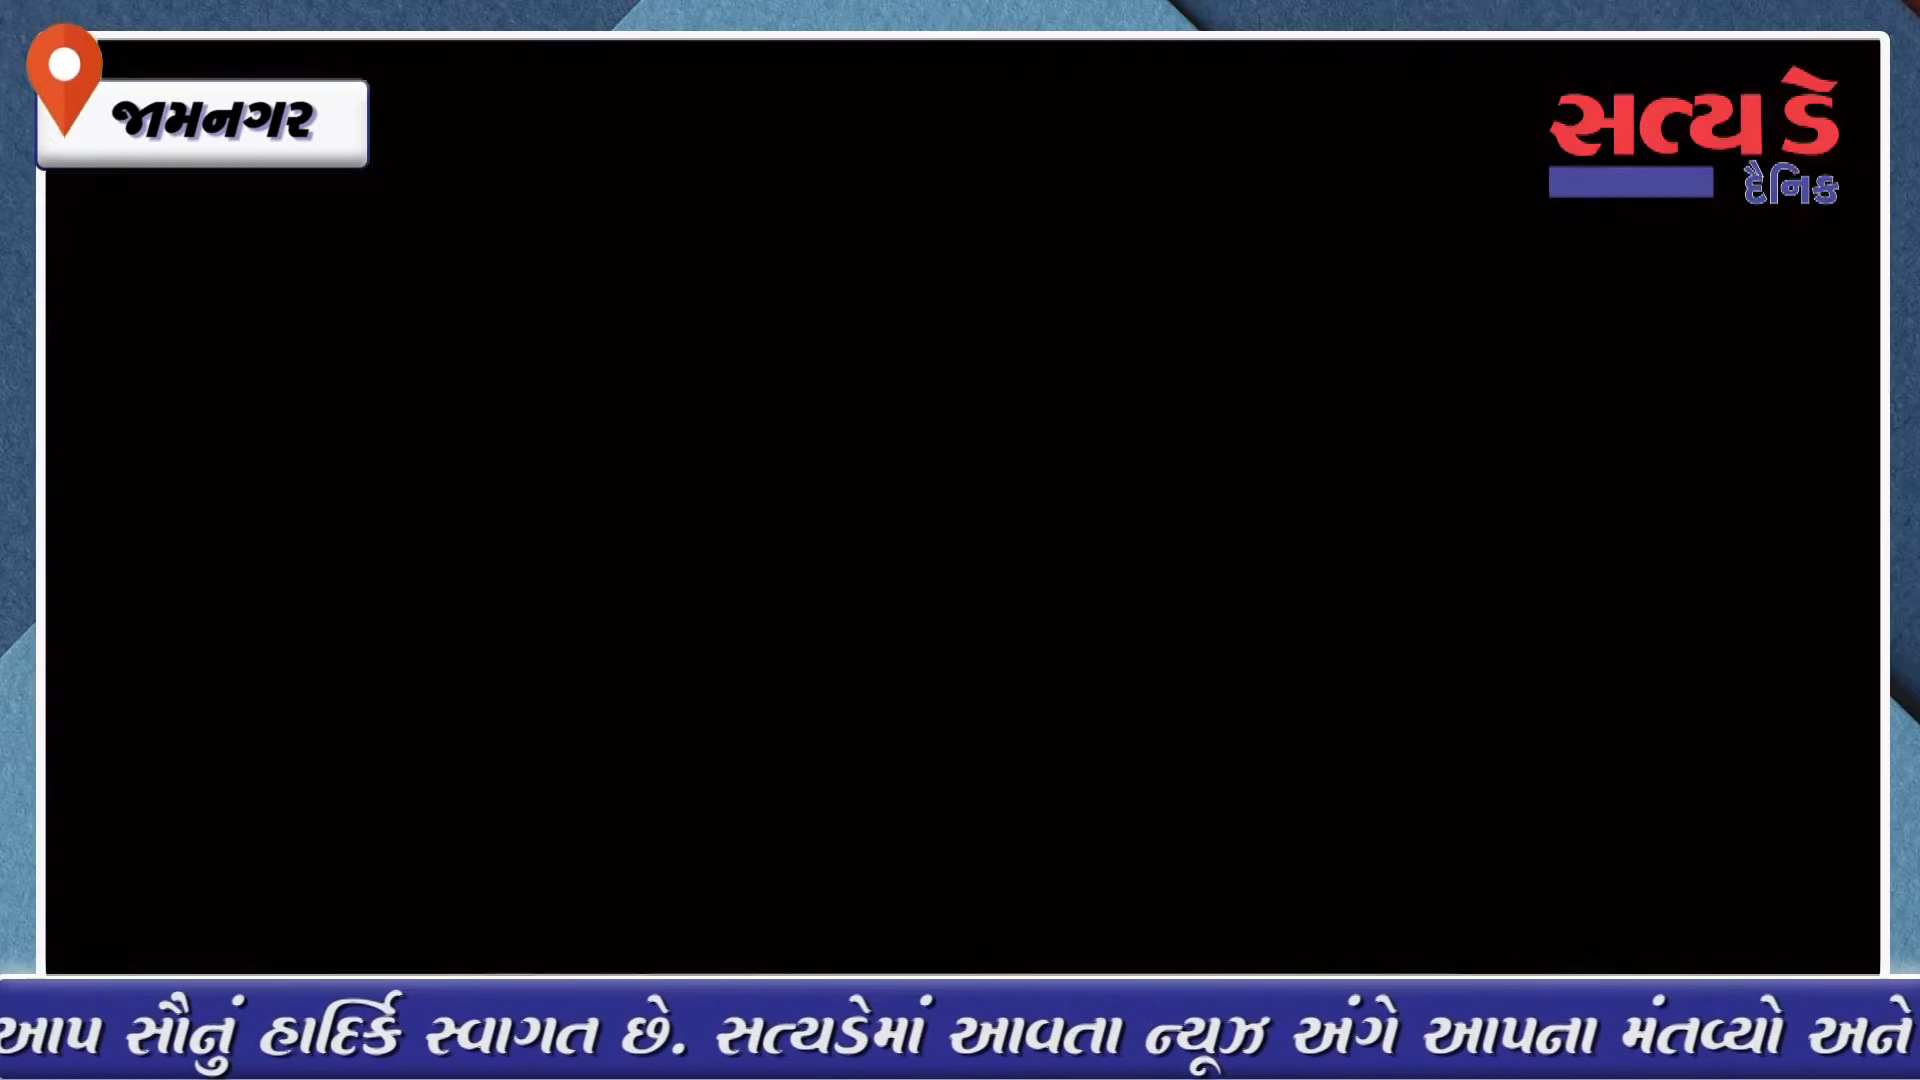 જામનગર
સત્ય ડે
દૈનિક
આપ સૌનું હાર્દિક સ્વાગત છે. સત્યડેમાં આવતા ન્યૂઝ અંગે આપના મંતવ્યો અને